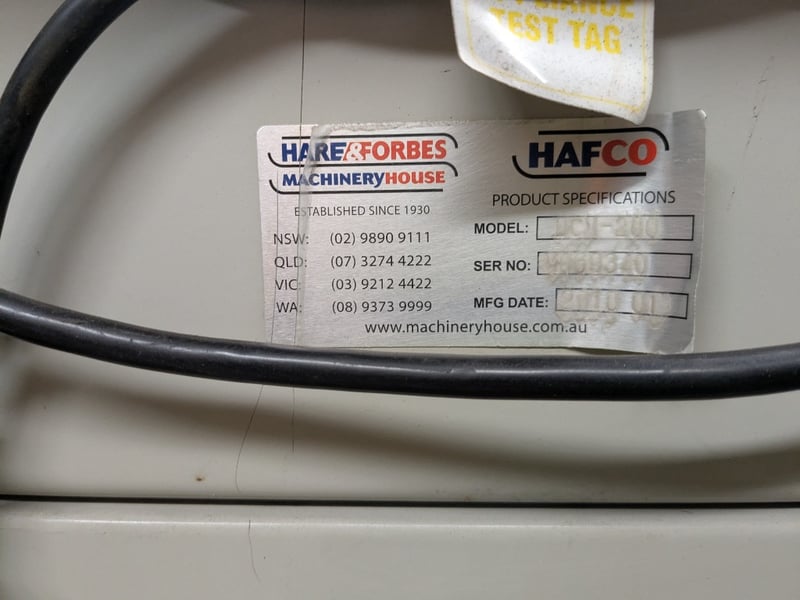 TEST TAG
HARE&FORBES
MACHINERYHOUSE
ESTABLISHED SINCE 1930
NSW: (02) 9890 9111
QLD: (07) 3274 4222
VIC: (03) 9212 4422
WA: (08) 9373 9999
HAFCO
PRODUCT SPECIFICATIONS
MODEL:
SER NO:
MFG DATE: 2010
www.machineryhouse.com.au